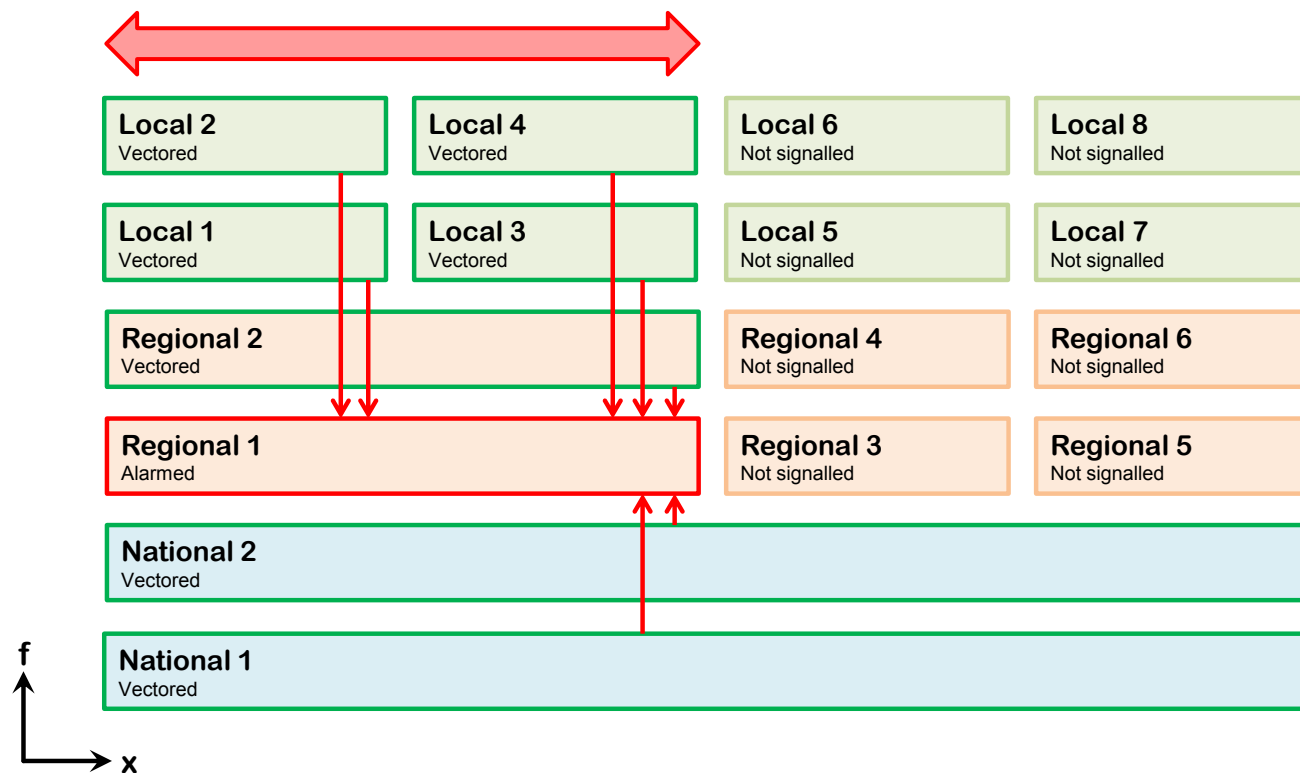 Local 2
Vectored
Local 4
Vectored
Local 6
Not signalled
Local 8
Not signalled
Local 1
Vectored
Local 3
Vectored
Local 5
Not signalled
Local 7
Not signalled
Regional 2
Vectored
Regional 4
Not signalled
Regional 6
Not signalled
Regional 1
Alarmed
Regional 3
Not signalled
Regional 5
Not signalled
National 2
Vectored
National 1
Vectored
f
x